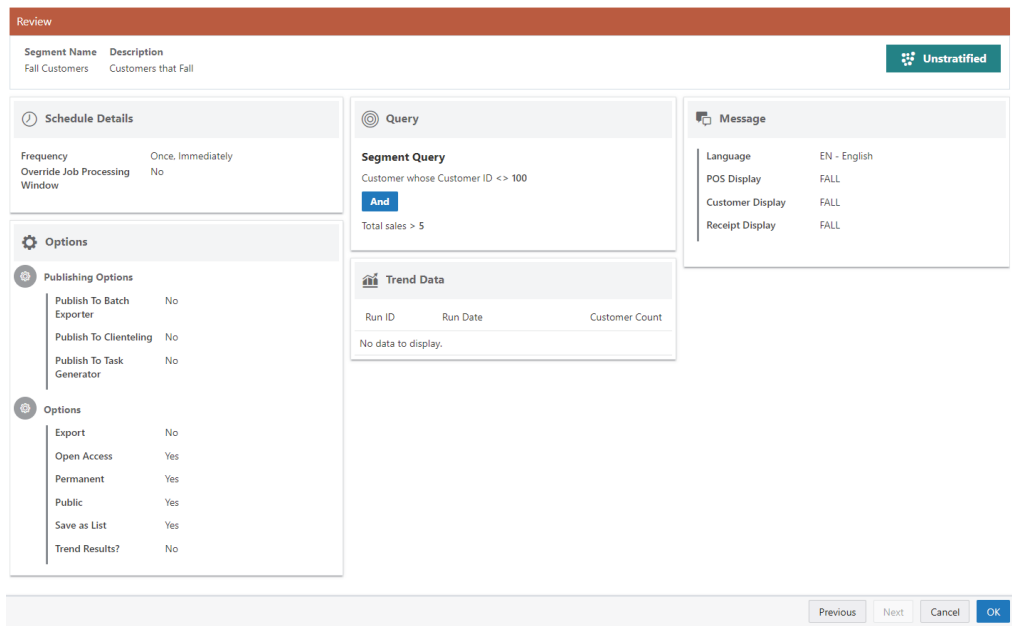 Review
Segment Name Description
Fall Customers Customers that Fall
Unstratified
Schedule Details
Frequency Once, Immediately
Override Job Processing No
Window
Options
Publishing Options
Publish To Batch No
Exporter
Publish To Clienteling No
Publish To Task No
Generator
Options
Export No
Open Access Yes
Permanent Yes
Public Yes
Save as List Yes
Trend Results? No
Query
Segment Query
Customer whose Customer ID <> 100
And
Total sales > 5
Trend Data
Run ID Run Date Customer Count
No data to display.
Message
Language EN - English
POS Display FALL
Customer Display FALL
Receipt Display FALL
Previous Next Cancel OK